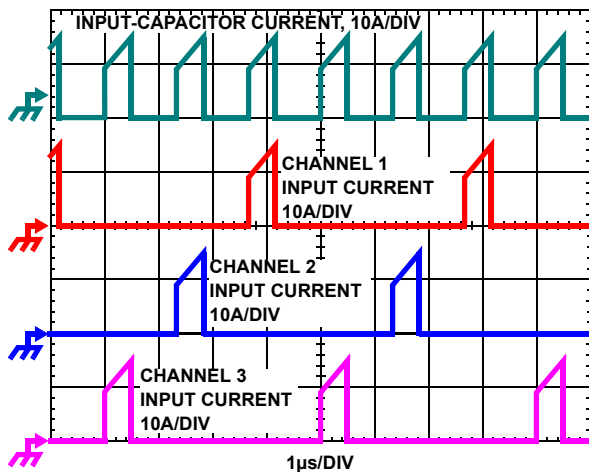 INPUT-CAPACITOR CURRENT, 10A/DIV
CHANNEL 1
INPUT CURRENT
10A/DIV
CHANNEL 2
INPUT CURRENT
10A/DIV
CHANNEL 3
INPUT CURRENT
10A/DIV
1µs/DIV